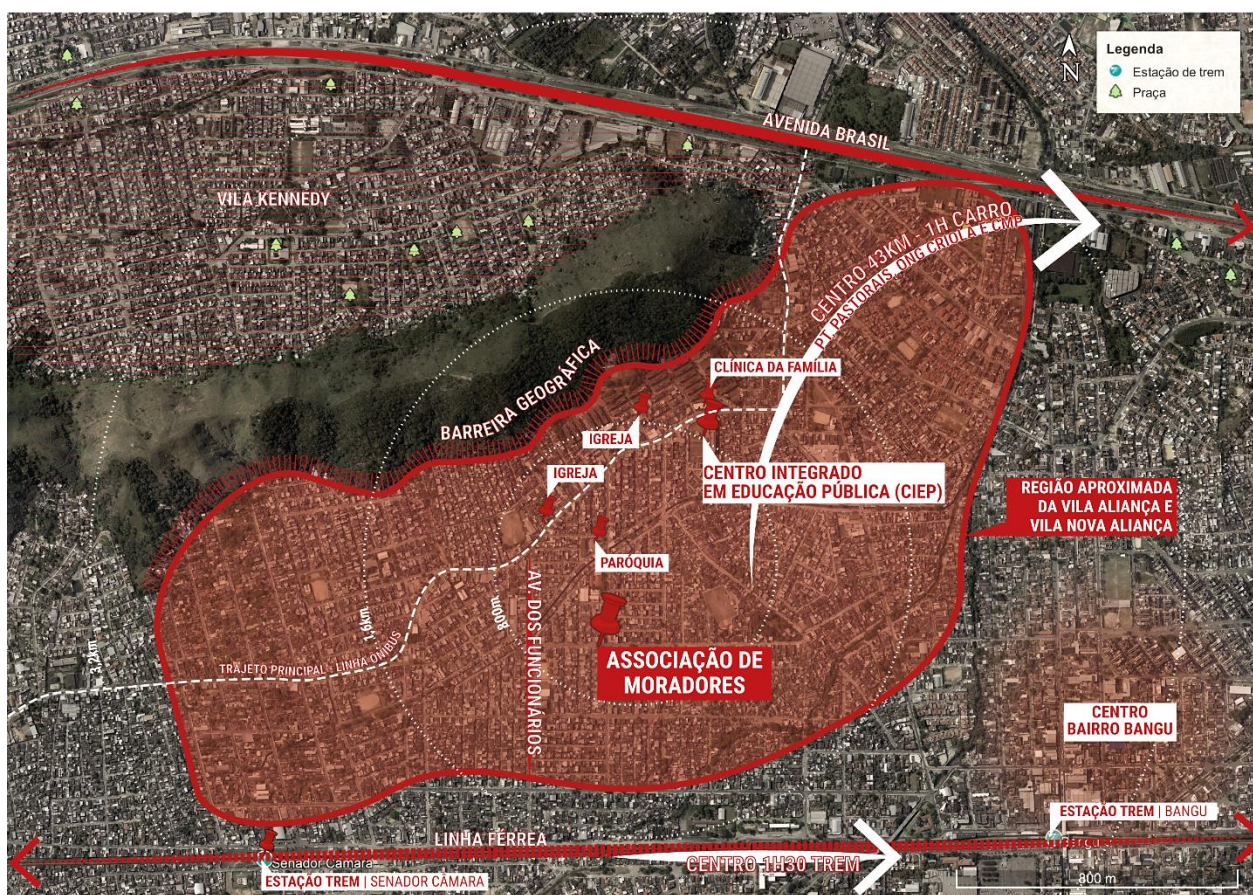 Legenda
Estação de trem
Praça
N
AVENIDA BRASIL
VILA KENNEDY
CENTRO 43KM - 1H CARRO
PT, PASTORAIS, ONG CRIOLA E CMP
BARREIRA GEOGRÁFICA
CLÍNICA DA FAMÍLIA
IGREJA
IGREJA
CENTRO INTEGRADO
EM EDUCAÇÃO PÚBLICA (CIEP)
REGIÃO APROXIMADA
DA VILA ALIANÇA E
VILA NOVA ALIANÇA
PARÓQUIA
AV. DOS FUNCIONÁRIOS
800m.
1,6km.
3,2km.
TRAJETO PRINCIPAL - LINHA ONIBUS
ASSOCIAÇÃO DE
MORADORES
CENTRO
BAIRRO BANGU
ESTAÇÃO TREM | BANGU
LINHA FÉRREA
Senador Camará
ESTAÇÃO TREM | SENADOR CÂMARA
CENTRO 1H30 TREM
800 m